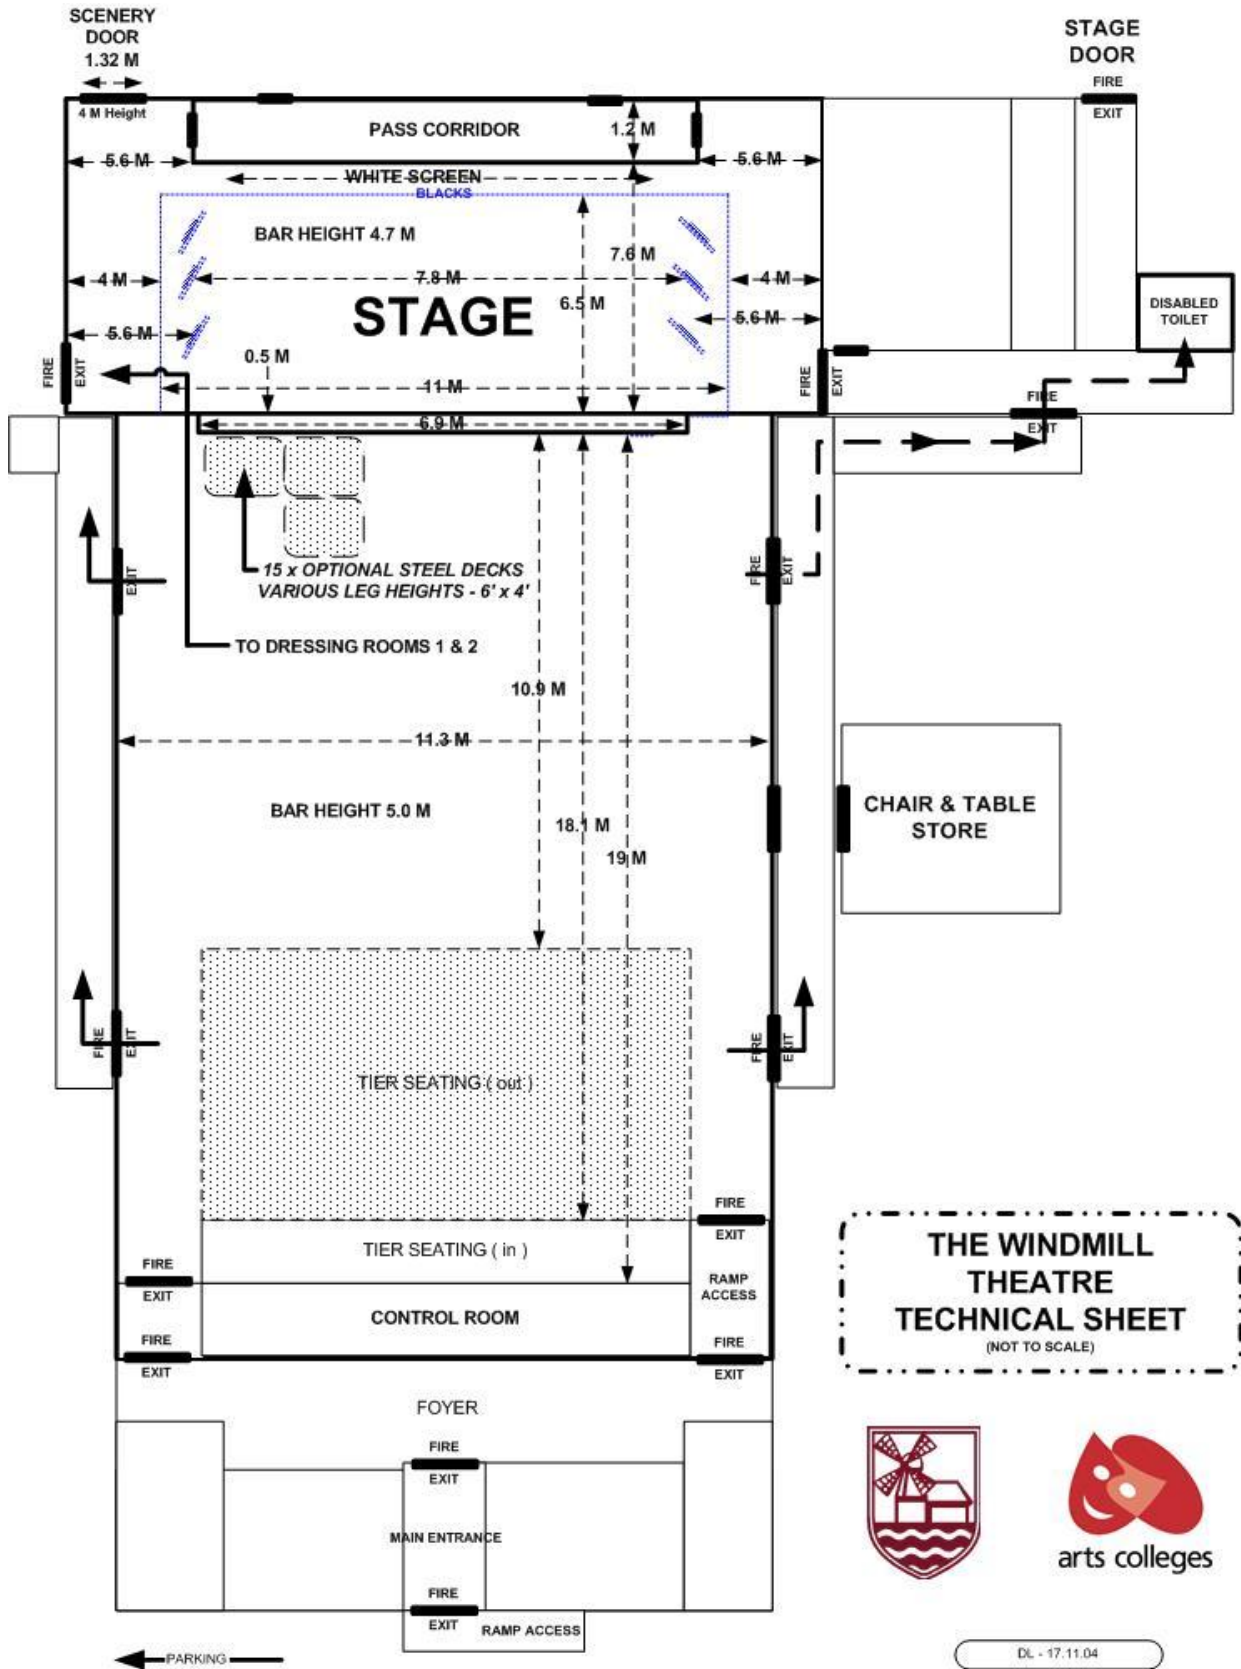 SCENERY
DOOR
1.32 M
4 M Height
STAGE
DOOR
FIRE
EXIT
PASS CORRIDOR
1.2 M
5.6 M
5.6 M
WHITE SCREEN
BLACKS
BAR HEIGHT 4.7 M
7.6 M
4 M
7.8 M
4 M
6.5 M
STAGE
5.6 M
5.6 M
DISABLED
TOILET
FIRE
EXIT
0.5 M
11 M
FIRE
EXIT
FIRE
EXIT
6.9 M
15 x OPTIONAL STEEL DECKS
VARIOUS LEG HEIGHTS - 6' x 4'
EXIT
FIRE
EXIT
TO DRESSING ROOMS 1 & 2
10.9 M
11.3 M
BAR HEIGHT 5.0 M
18.1 M
19 M
CHAIR & TABLE
STORE
FIRE
EXIT
FIRE
EXIT
TIER SEATING ( out )
FIRE
EXIT
TIER SEATING ( in )
FIRE
EXIT
RAMP
ACCESS
CONTROL ROOM
FIRE
EXIT
FIRE
EXIT
THE WINDMILL
THEATRE
TECHNICAL SHEET
(NOT TO SCALE)
FOYER
FIRE
EXIT
MAIN ENTRANCE
FIRE
EXIT
RAMP ACCESS
PARKING
arts colleges
DL - 17.11.04